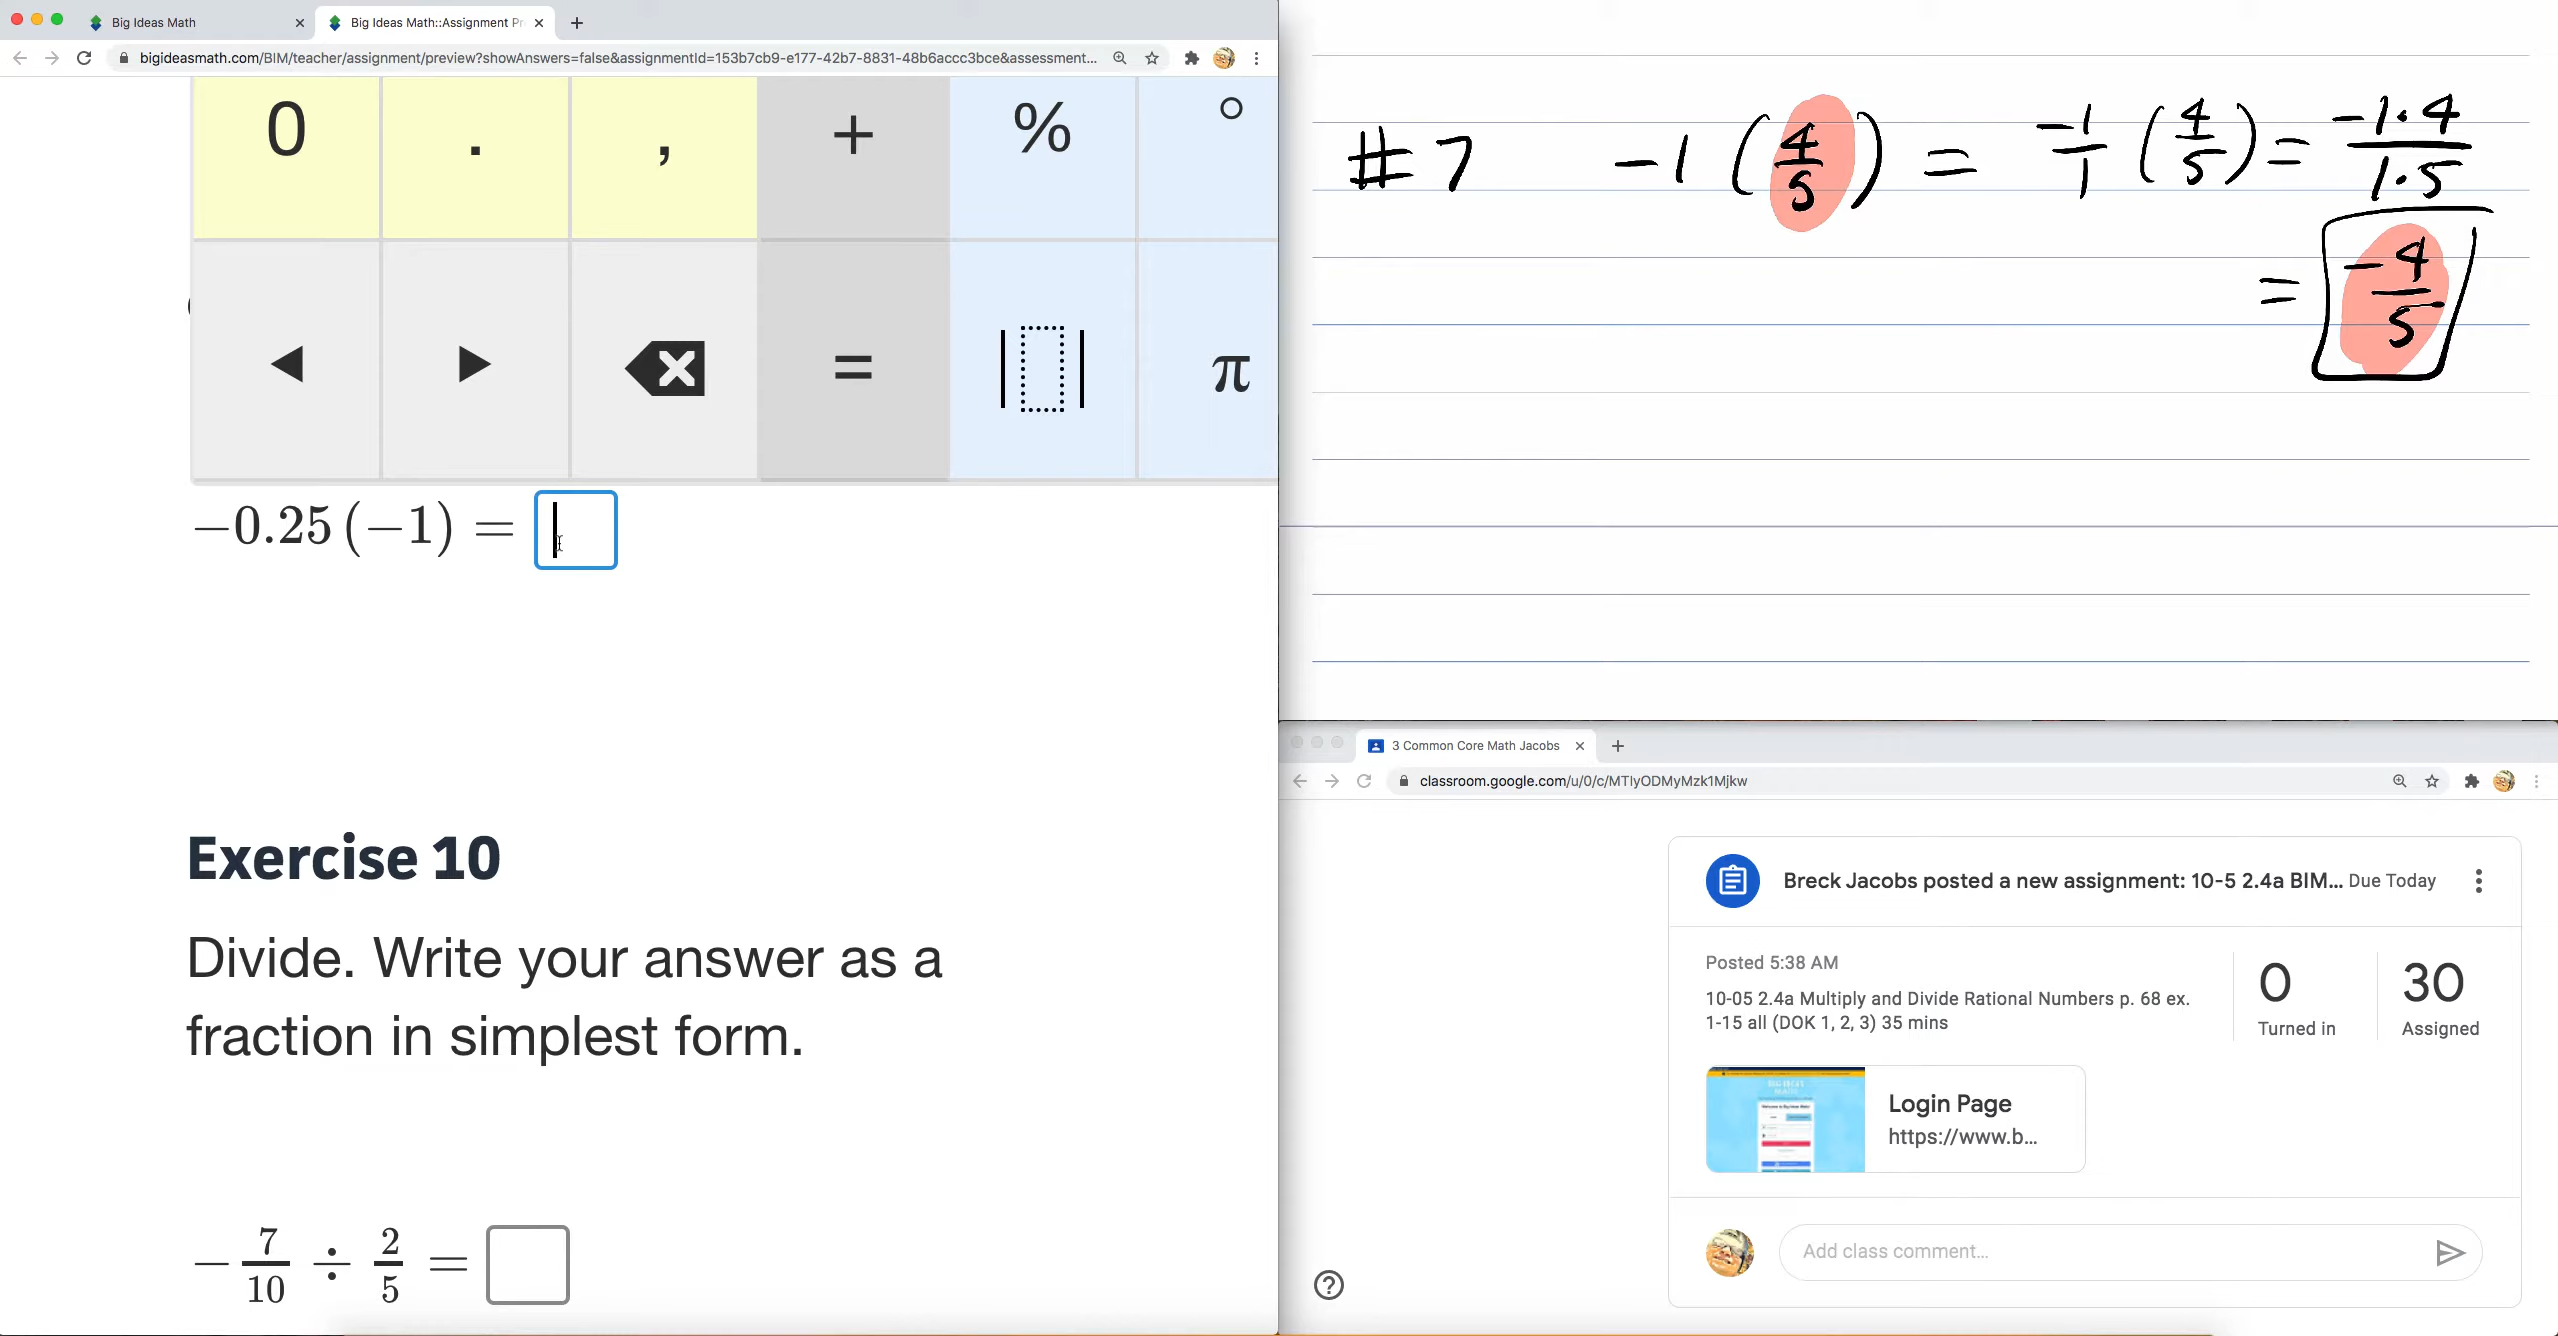 Big Ideas Math
Big Ideas Math::Assignment Pr
bigideasmath.com/BIM/teacher/assignment/preview?showAnswers=false&assignmentId=153b7cb9-e177-42b7-8831-48b6accc3bce&assessment...
0 . , + % °
= | | π
−0.25(−1) =
Exercise 10
Divide. Write your answer as a
fraction in simplest form.
−7/10 ÷ 2/5 =
#7 -1(4/5) = -1/1(4/5) = -1·4/1·5
= -4/5
3 Common Core Math Jacobs
classroom.google.com/u/0/c/MTIyODMyMzk1Mjkw
Breck Jacobs posted a new assignment: 10-5 2.4a BIM... Due Today
Posted 5:38 AM
10-05 2.4a Multiply and Divide Rational Numbers p. 68 ex.
1-15 all (DOK 1, 2, 3) 35 mins
0 30
Turned in Assigned
Login Page
https://www.b...
Add class comment...